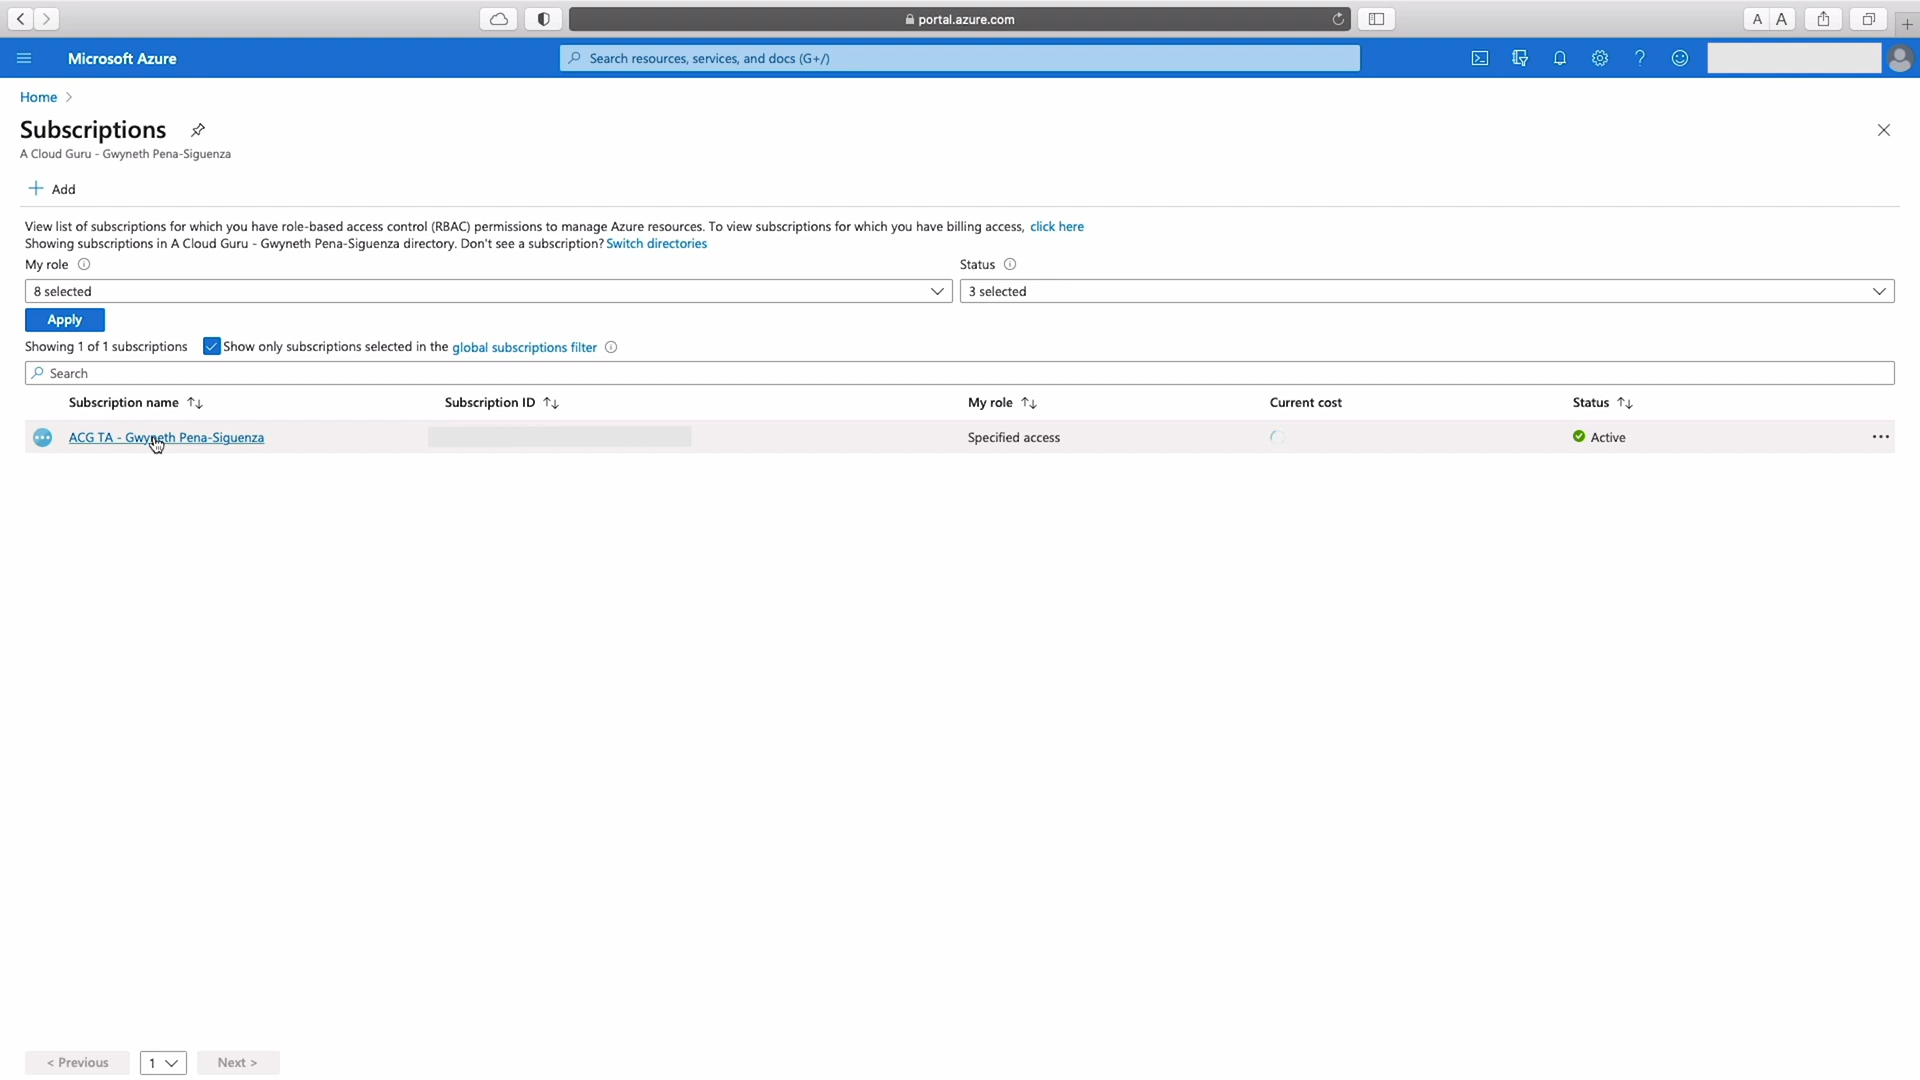 portal.azure.com
A A
Microsoft Azure
Search resources, services, and docs (G+/)
Home
Subscriptions
A Cloud Guru - Gwyneth Pena-Siguenza
Add
View list of subscriptions for which you have role-based access control (RBAC) permissions to manage Azure resources. To view subscriptions for which you have billing access, click here
Showing subscriptions in A Cloud Guru - Gwyneth Pena-Siguenza directory. Don't see a subscription? Switch directories
My role
Status
8 selected
3 selected
Apply
Showing 1 of 1 subscriptions Show only subscriptions selected in the global subscriptions filter
Search
Subscription name Subscription ID My role Current cost Status
ACG TA - Gwyneth Pena-Siguenza Specified access Active
< Previous 1 Next >